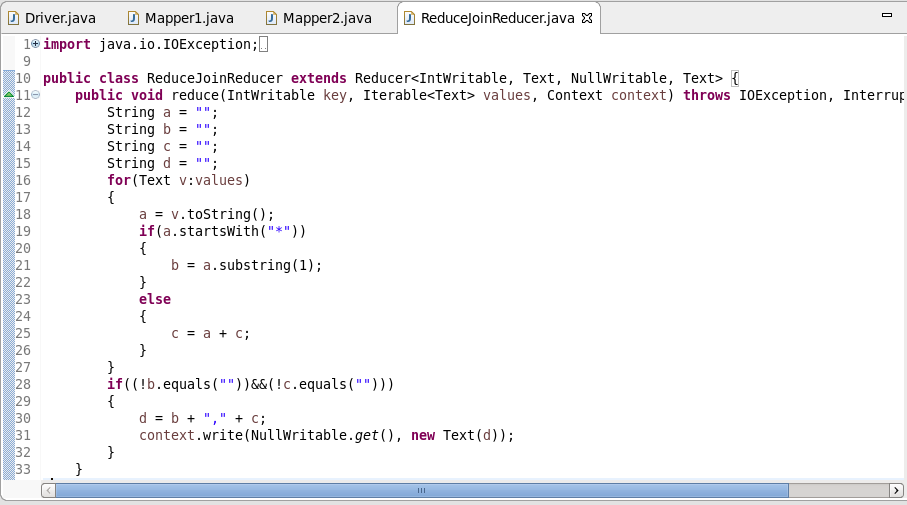 Driver.java Mapper1.java Mapper2.java ReduceJoinReducer.java
1 import java.io.IOException;
9
10 public class ReduceJoinReducer extends Reducer<IntWritable, Text, NullWritable, Text> {
11     public void reduce(IntWritable key, Iterable<Text> values, Context context) throws IOException, Interrup
12         String a = "";
13         String b = "";
14         String c = "";
15         String d = "";
16         for(Text v:values)
17         {
18             a = v.toString();
19             if(a.startsWith("*"))
20             {
21                 b = a.substring(1);
22             }
23             else
24             {
25                 c = a + c;
26             }
27         }
28         if((!b.equals(""))&&(!c.equals("")))
29         {
30             d = b + "," + c;
31             context.write(NullWritable.get(), new Text(d));
32         }
33     }